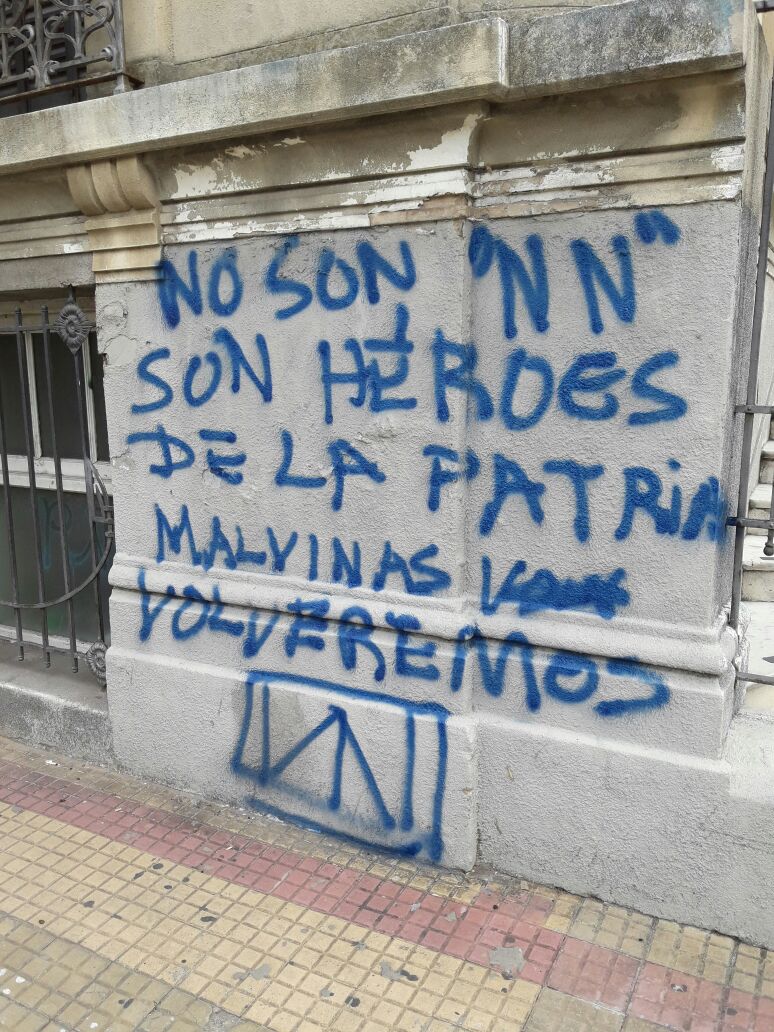 NO SON "NN"
SON HÉROES
DE LA PATRiA
MALVINAS
VOLVEREMOS